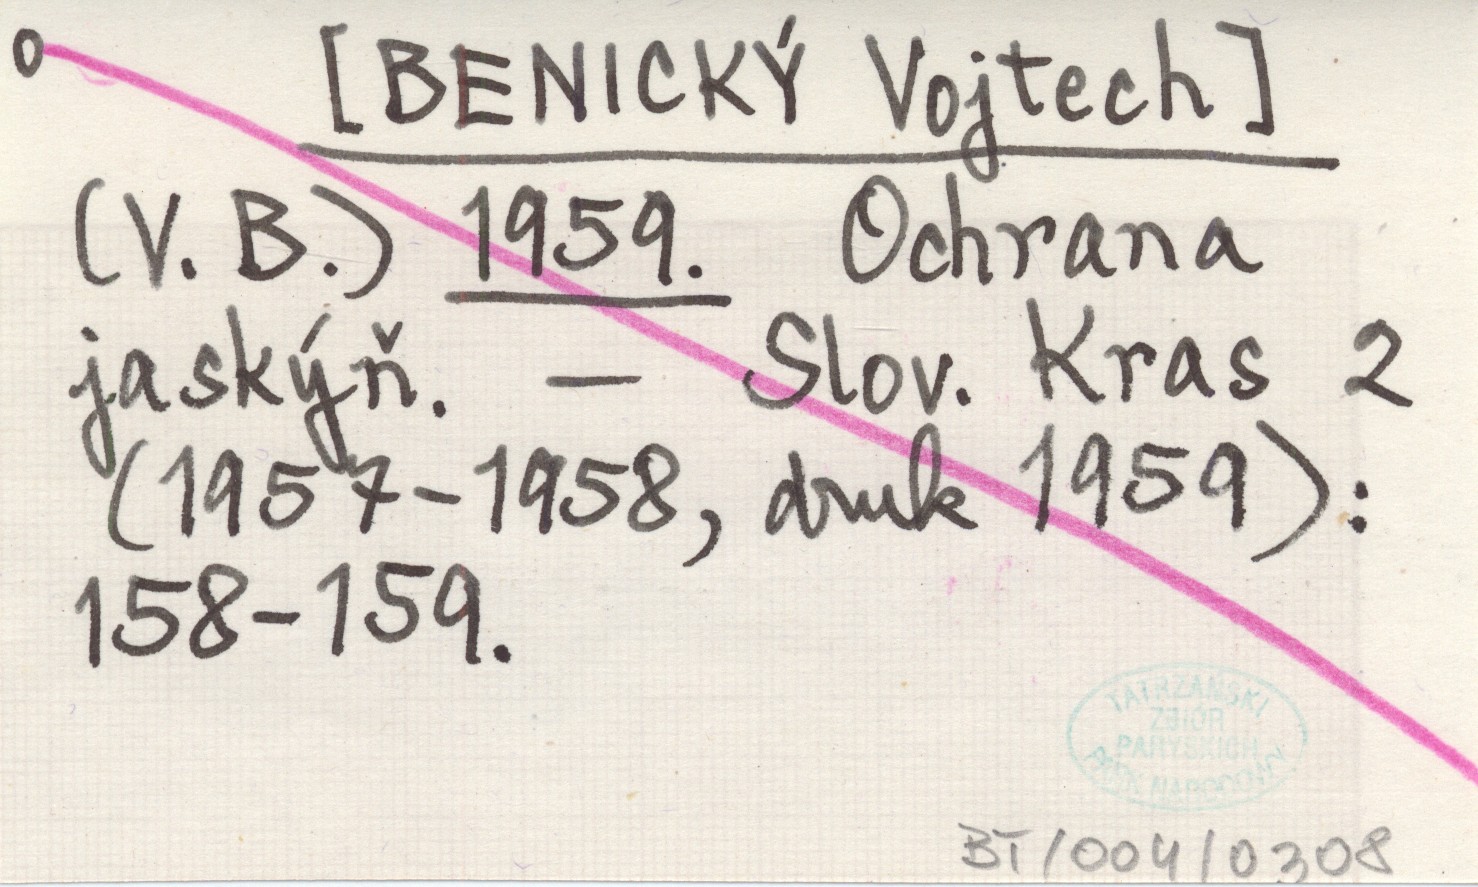 o [BENICKÝ Vojtech]
(V. B.) 1959. Ochrana
jaskýň. — Slov. Kras 2
(1957-1958, druk 1959):
158-159.
TATRZAŃSKI
ZBIÓR
PARYSKICH
PARK NARODOWY
BT/004/0308